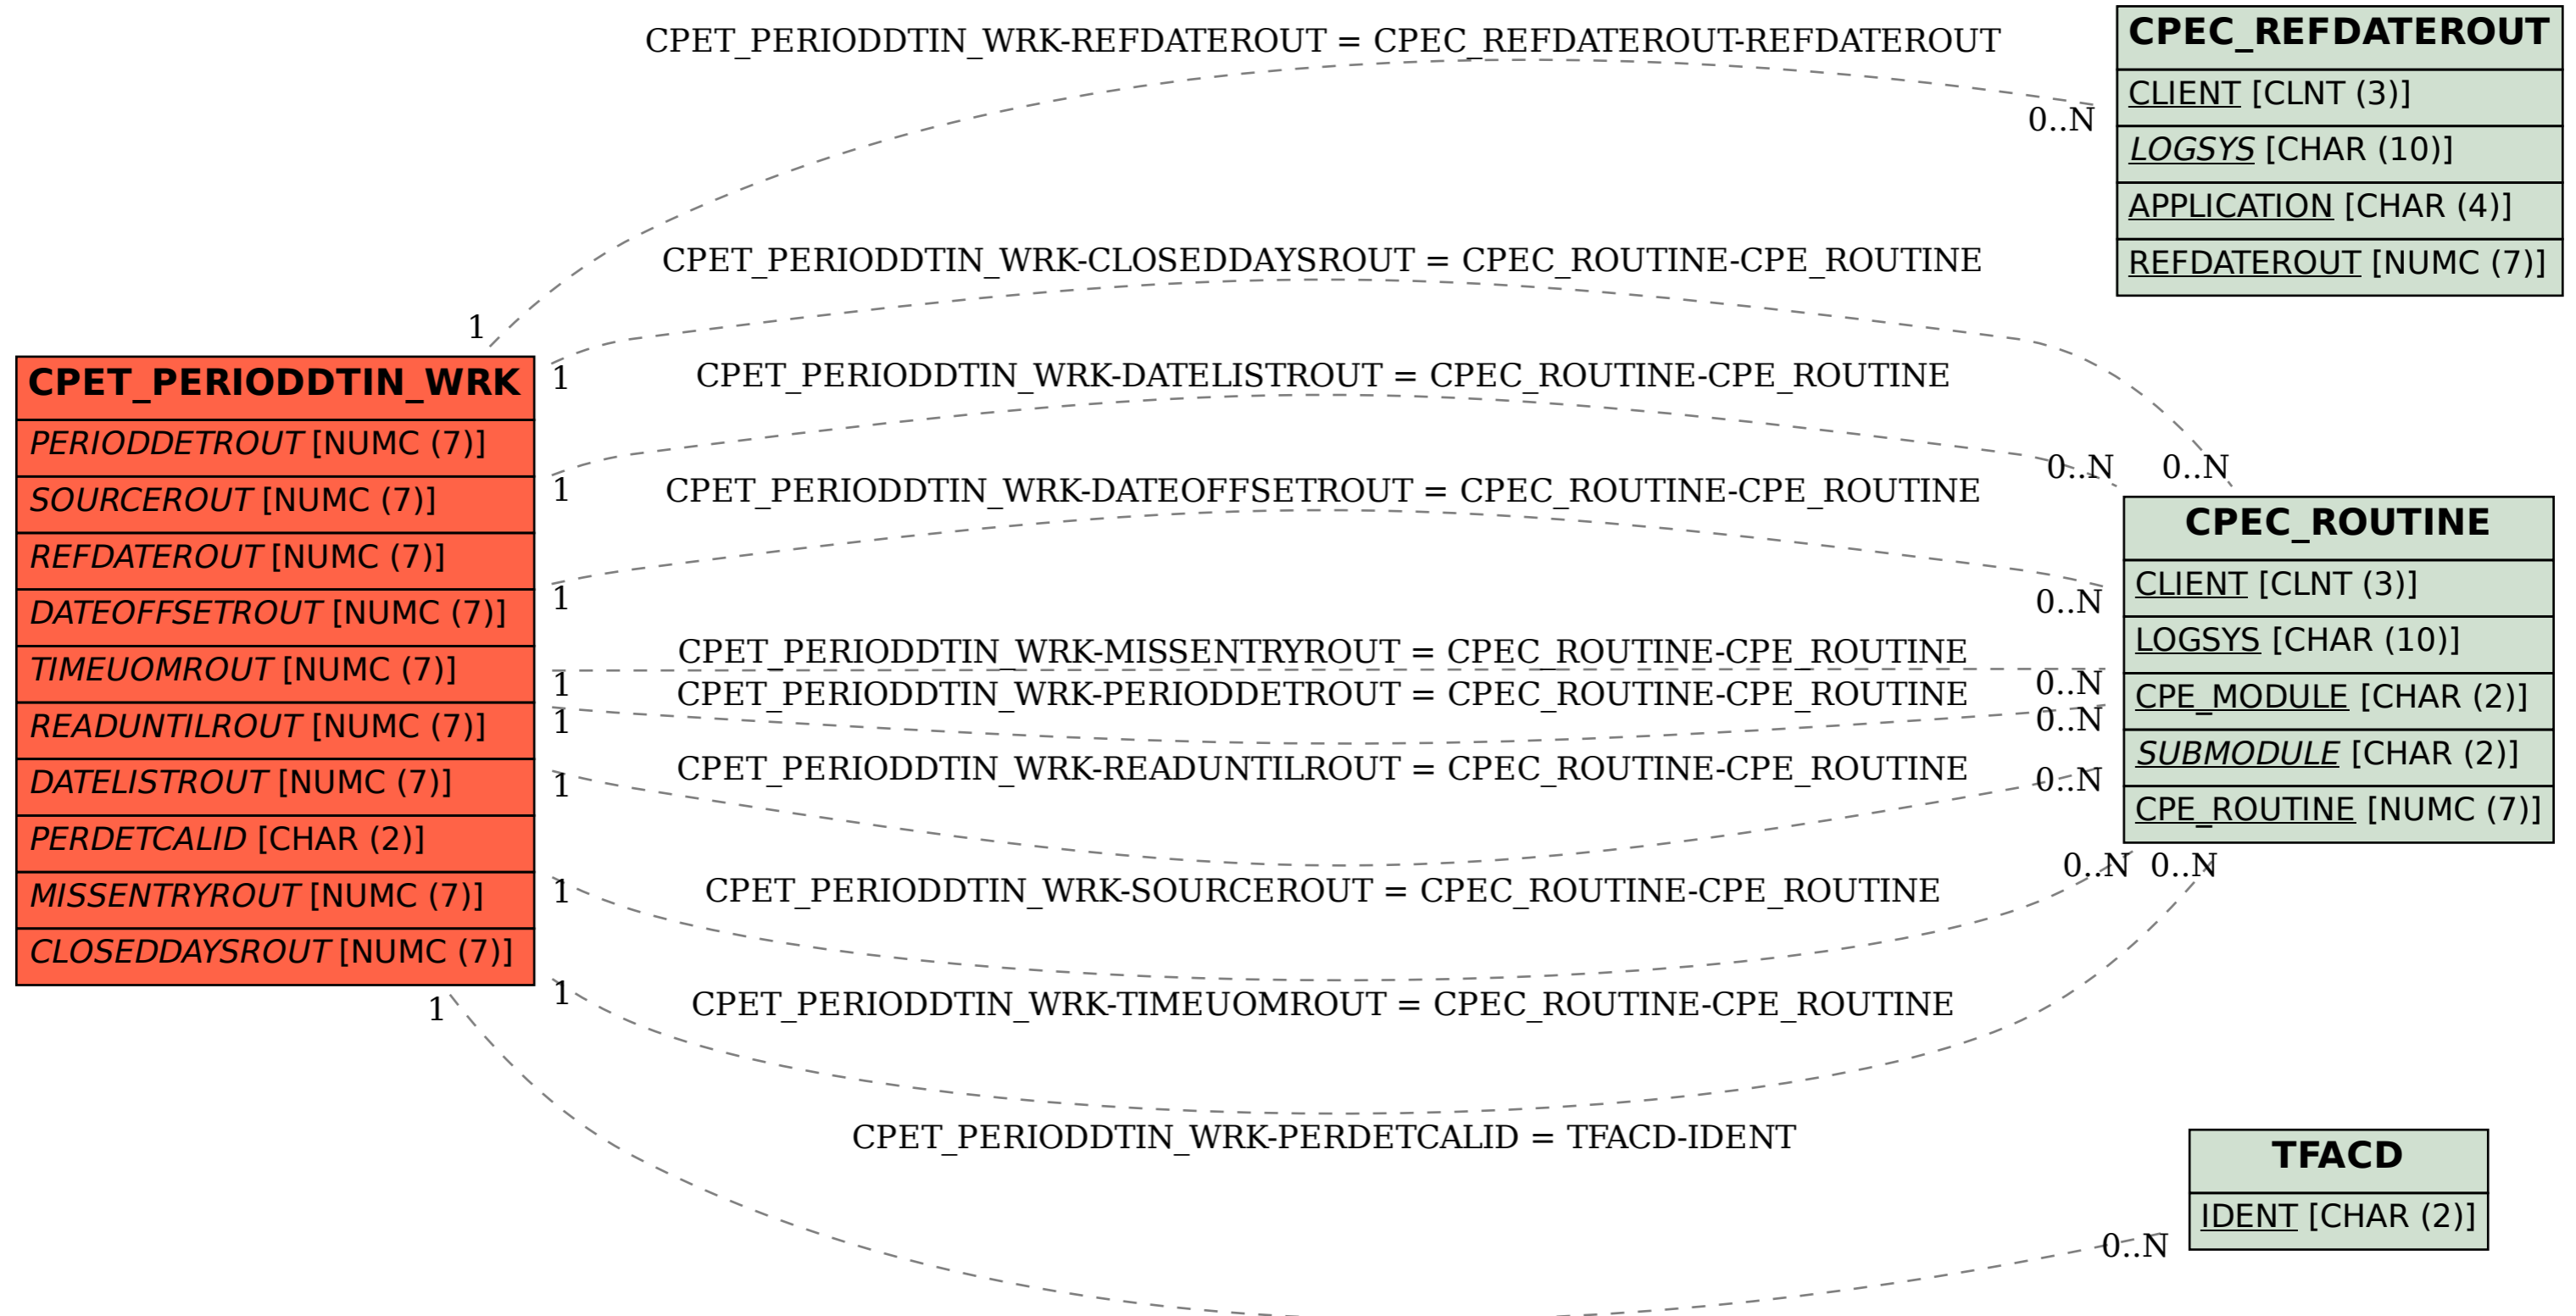 CPET_PERIODDTIN_WRK-REFDATEROUT = CPEC_REFDATEROUT-REFDATEROUT
CPEC_REFDATEROUT
CLIENT [CLNT (3)]
LOGSYS [CHAR (10)]
APPLICATION [CHAR (4)]
REFDATEROUT [NUMC (7)]
0..N
1
CPET_PERIODDTIN_WRK-CLOSEDDAYSROUT = CPEC_ROUTINE-CPE_ROUTINE
1
0..N
CPET_PERIODDTIN_WRK-DATELISTROUT = CPEC_ROUTINE-CPE_ROUTINE
1
0..N
CPET_PERIODDTIN_WRK-DATEOFFSETROUT = CPEC_ROUTINE-CPE_ROUTINE
1
0..N
CPET_PERIODDTIN_WRK
PERIODDETROUT [NUMC (7)]
SOURCEROUT [NUMC (7)]
REFDATEROUT [NUMC (7)]
DATEOFFSETROUT [NUMC (7)]
TIMEUOMROUT [NUMC (7)]
READUNTILROUT [NUMC (7)]
DATELISTROUT [NUMC (7)]
PERDETCALID [CHAR (2)]
MISSENTRYROUT [NUMC (7)]
CLOSEDDAYSROUT [NUMC (7)]
CPET_PERIODDTIN_WRK-MISSENTRYROUT = CPEC_ROUTINE-CPE_ROUTINE
1
0..N
CPET_PERIODDTIN_WRK-PERIODDETROUT = CPEC_ROUTINE-CPE_ROUTINE
1
0..N
CPET_PERIODDTIN_WRK-READUNTILROUT = CPEC_ROUTINE-CPE_ROUTINE
1
0..N
CPEC_ROUTINE
CLIENT [CLNT (3)]
LOGSYS [CHAR (10)]
CPE_MODULE [CHAR (2)]
SUBMODULE [CHAR (2)]
CPE_ROUTINE [NUMC (7)]
CPET_PERIODDTIN_WRK-SOURCEROUT = CPEC_ROUTINE-CPE_ROUTINE
1
0..N
CPET_PERIODDTIN_WRK-TIMEUOMROUT = CPEC_ROUTINE-CPE_ROUTINE
1
0..N
CPET_PERIODDTIN_WRK-PERDETCALID = TFACD-IDENT
1
0..N
TFACD
IDENT [CHAR (2)]